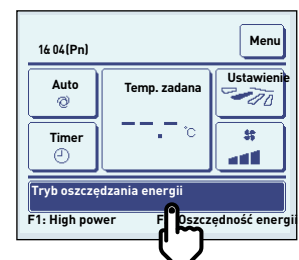 16:04(Pn)
Menu
Auto
Temp. zadana
Ustawienie
--.-°C
Timer
Tryb oszczędzania energii
F1: High power F Oszczędność energii